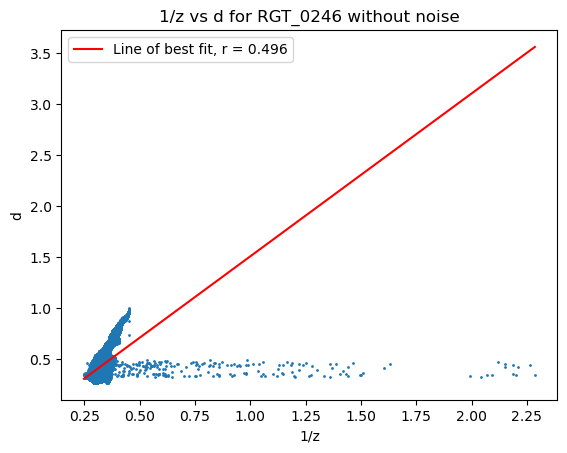 1/z vs d for RGT_0246 without noise
Line of best fit, r = 0.496
3.5
3.0
2.5
2.0
1.5
1.0
0.5
d
0.25 0.50 0.75 1.00 1.25 1.50 1.75 2.00 2.25
1/z